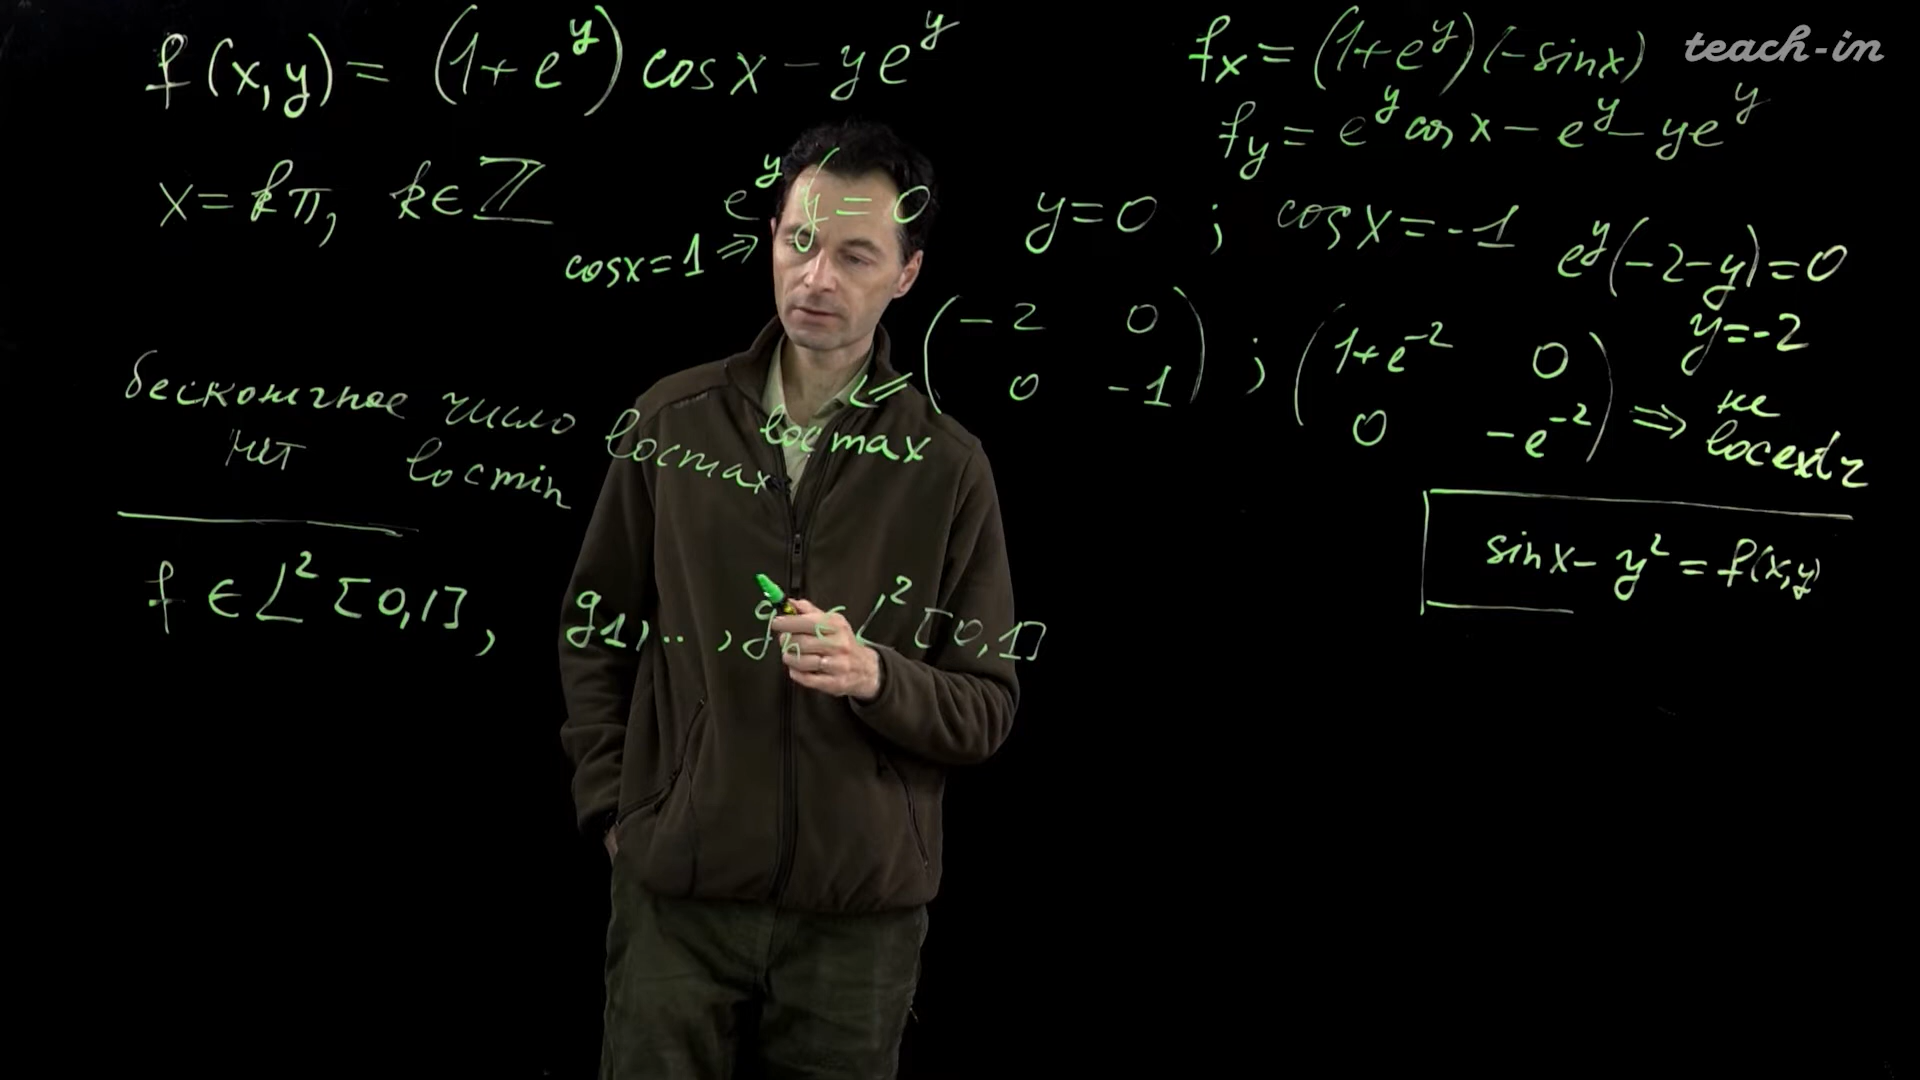 f(x,y) = (1+e^y) cos x − ye^y
f_x = (1+e^y)(−sin x)
teach-in
f_y = e^y cos x − e^y − ye^y
x = kπ, k ∈ ℤ
cos x = 1 ⇒ e^y y = 0
y = 0 ; cos x = −1
e^y(−2−y) = 0
y = −2
(−2 0
0 −1) ; (1+e^−2 0
0 −e^−2) ⇒ не locextr
⇐ locmax
бесконечное число locmax
нет locmin
sin x − y² = f(x,y)
f ∈ L²[0,1], g₁,..,gₙ ∈ L²[0,1]